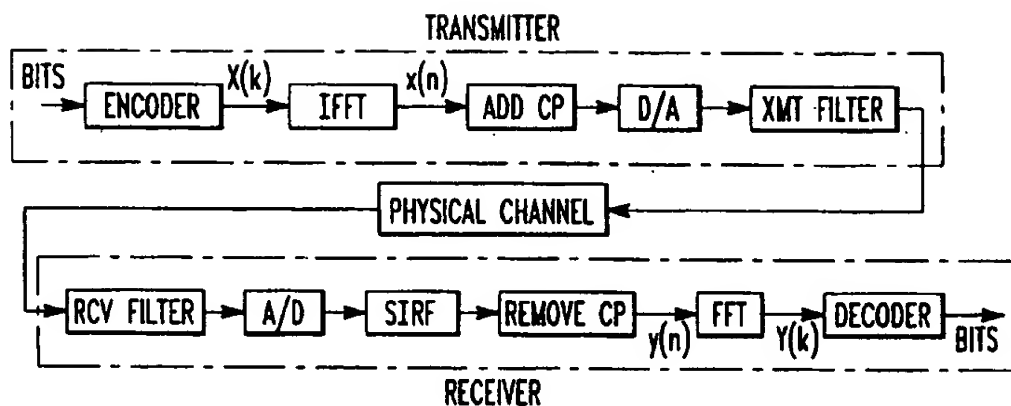 TRANSMITTER
BITS
X(k)
x(n)
ENCODER
IFFT
ADD CP
D/A
XMT FILTER
PHYSICAL CHANNEL
RCV FILTER
A/D
SIRF
REMOVE CP
y(n)
FFT
Y(k)
DECODER
BITS
RECEIVER